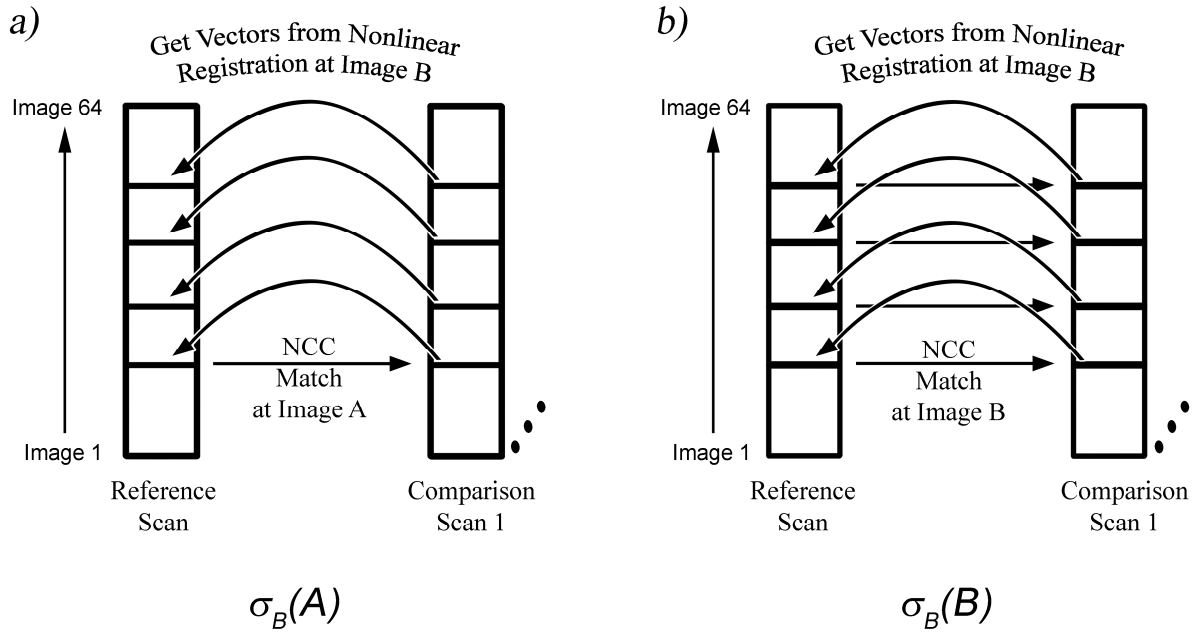 a)
Get Vectors from Nonlinear
Registration at Image B
Image 64
NCC
Match
at Image A
Image 1
Reference
Scan
Comparison
Scan 1
σB(A)
b)
Get Vectors from Nonlinear
Registration at Image B
Image 64
NCC
Match
at Image B
Image 1
Reference
Scan
Comparison
Scan 1
σB(B)